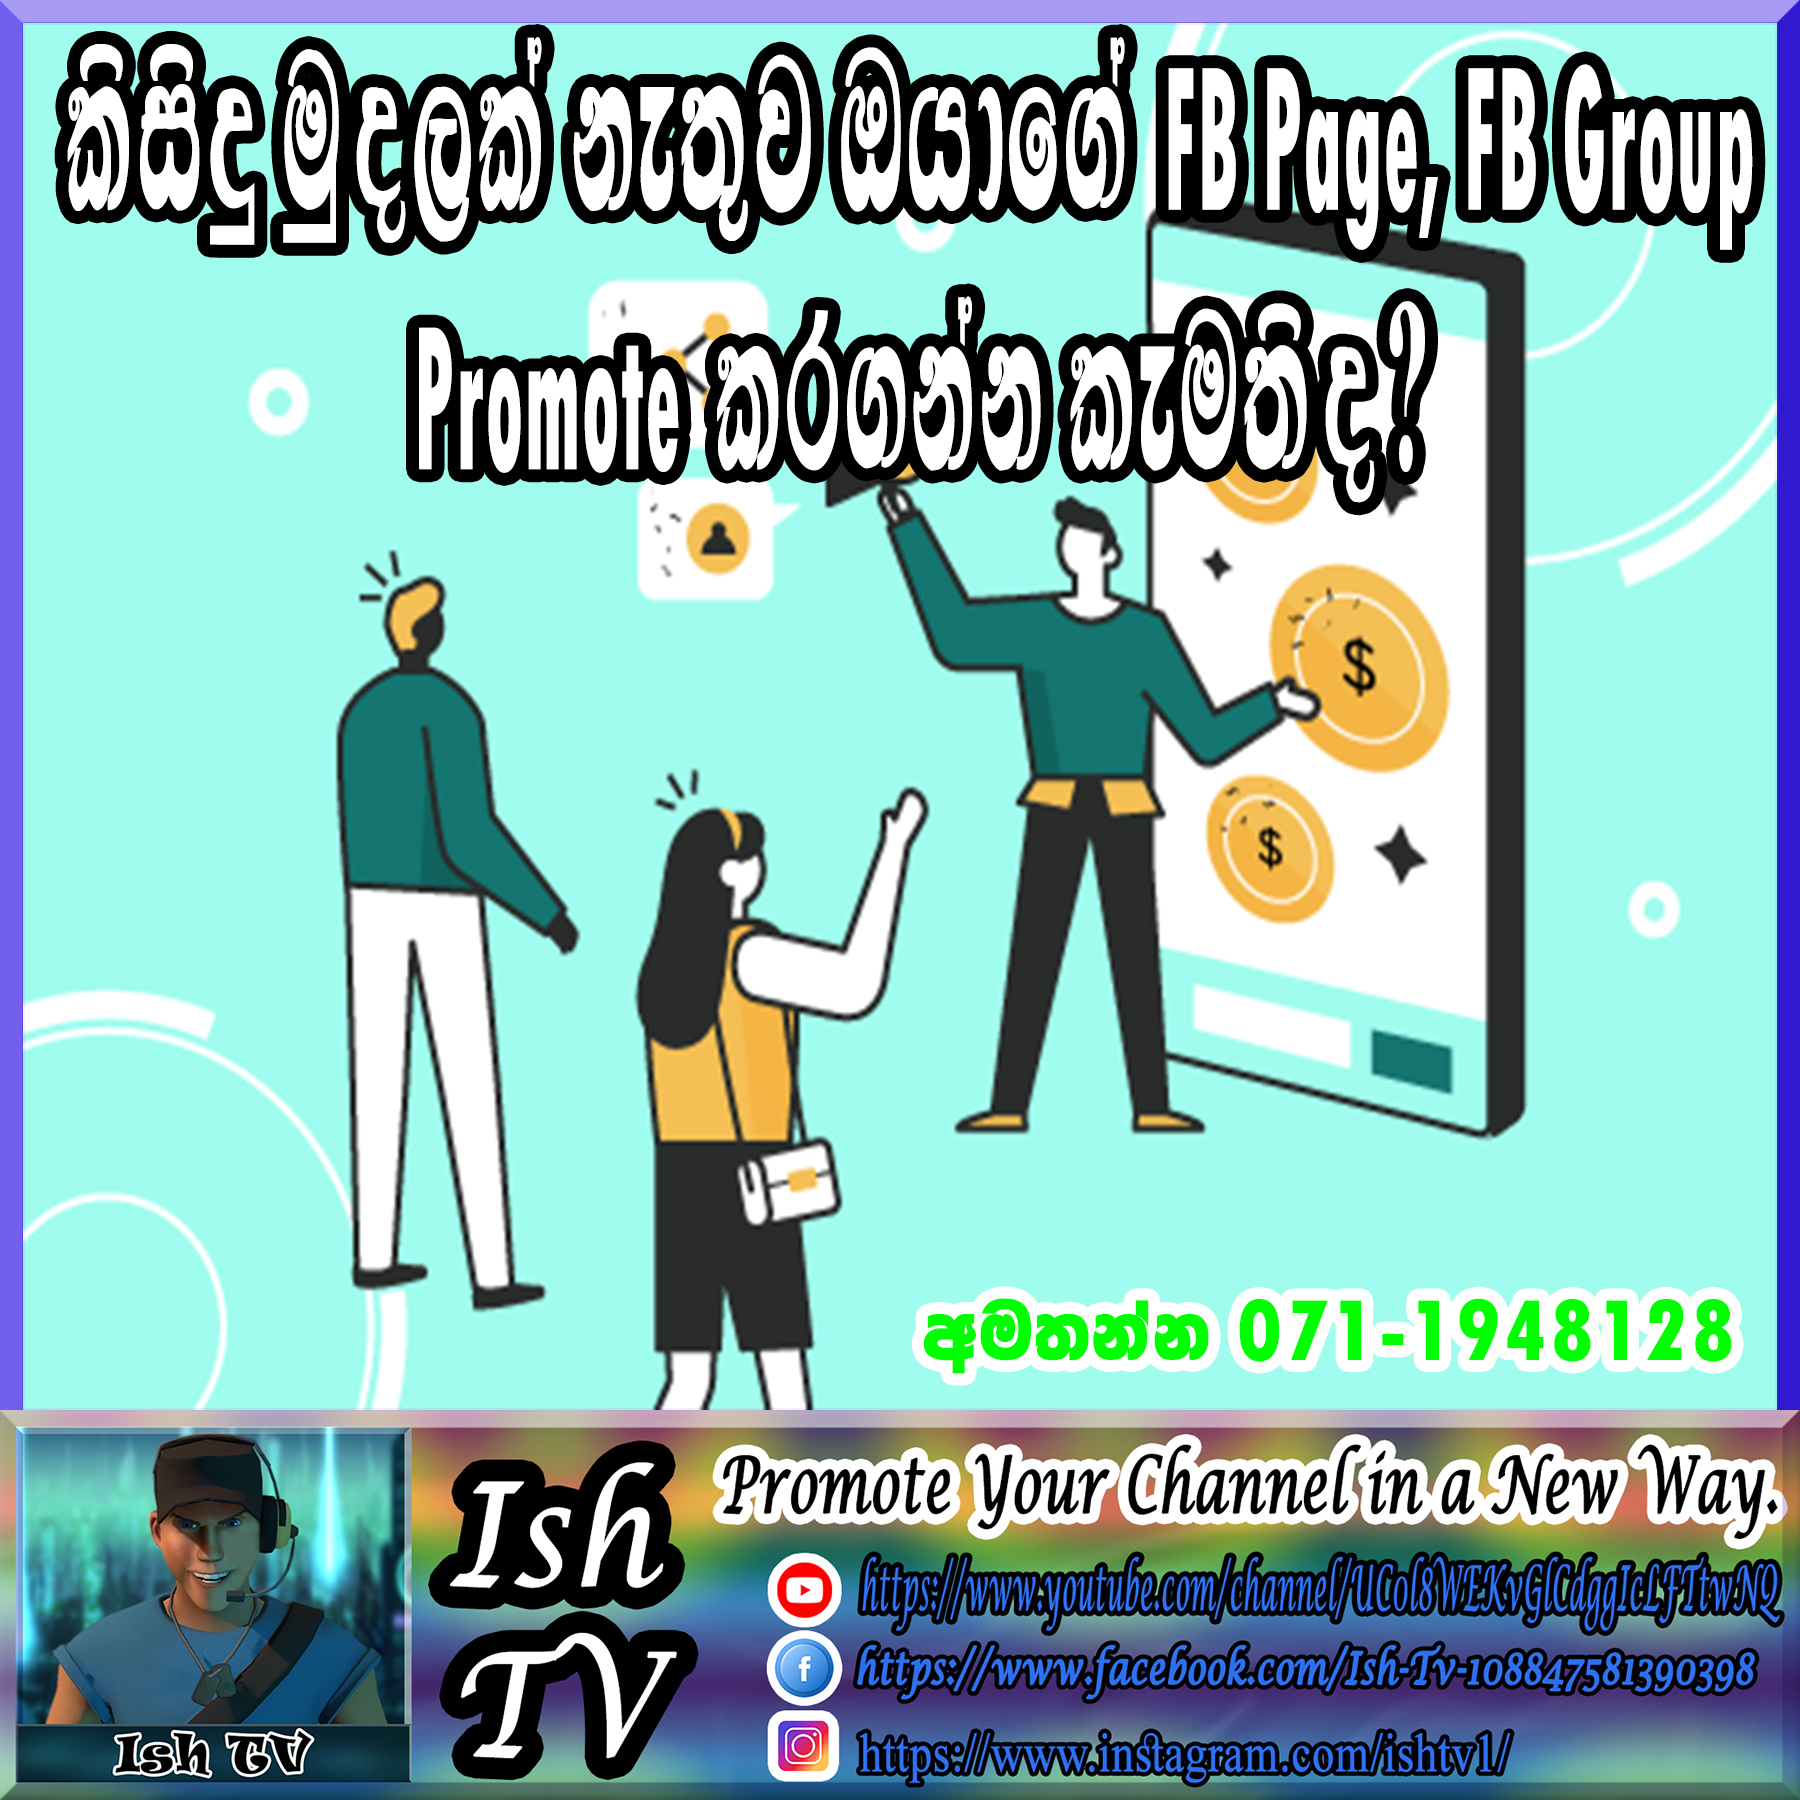 කිසිදු මුදලක් නැතුව ඔයාගේ FB Page, FB Group
Promote කරගන්න කැමතිද?
$
$
අමතන්න 071-1948128
Ish
TV
Promote Your Channel in a New Way.
https://www.youtube.com/channel/UCol8WEKvGlCdggIcLFTtwNQ
https://www.facebook.com/Ish-Tv-108847581390398
https://www.instagram.com/ishtv1/
Ish TV